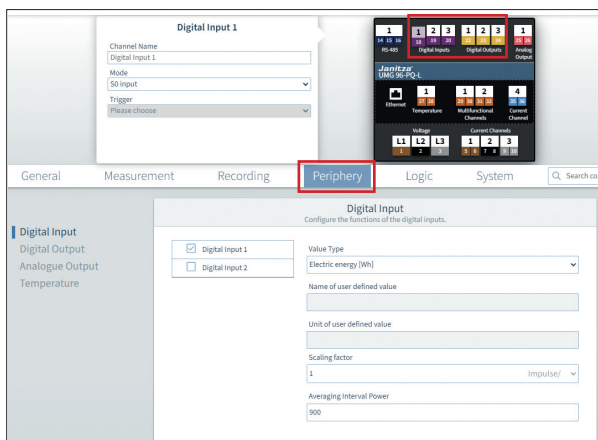 Digital Input 1
Channel Name
Digital Input 1
Mode
S0 input
Trigger
Please choose
1 1 2 3 1 2 3 1
14 15 16 18 19 20 22 23 24 25 26
RS-485 Digital Inputs Digital Outputs Analog Output
Janitza®
UMG 96-PQ-L
1 1 2 4
27 28 29 30 31 32 35 36
Ethernet Temperature Multifunctional Channels Current Channel
Voltage Current Channels
L1 L2 L3 1 2 3
1 2 3 5 6 7 8 9 10
General Measurement Recording Periphery Logic System Search co
Digital Input
Digital Output
Analogue Output
Temperature
Digital Input
Configure the functions of the digital inputs.
Digital Input 1
Digital Input 2
Value Type
Electric energy [Wh]
Name of user defined value
Unit of user defined value
Scaling factor
1 Impulse/
Averaging Interval Power
900